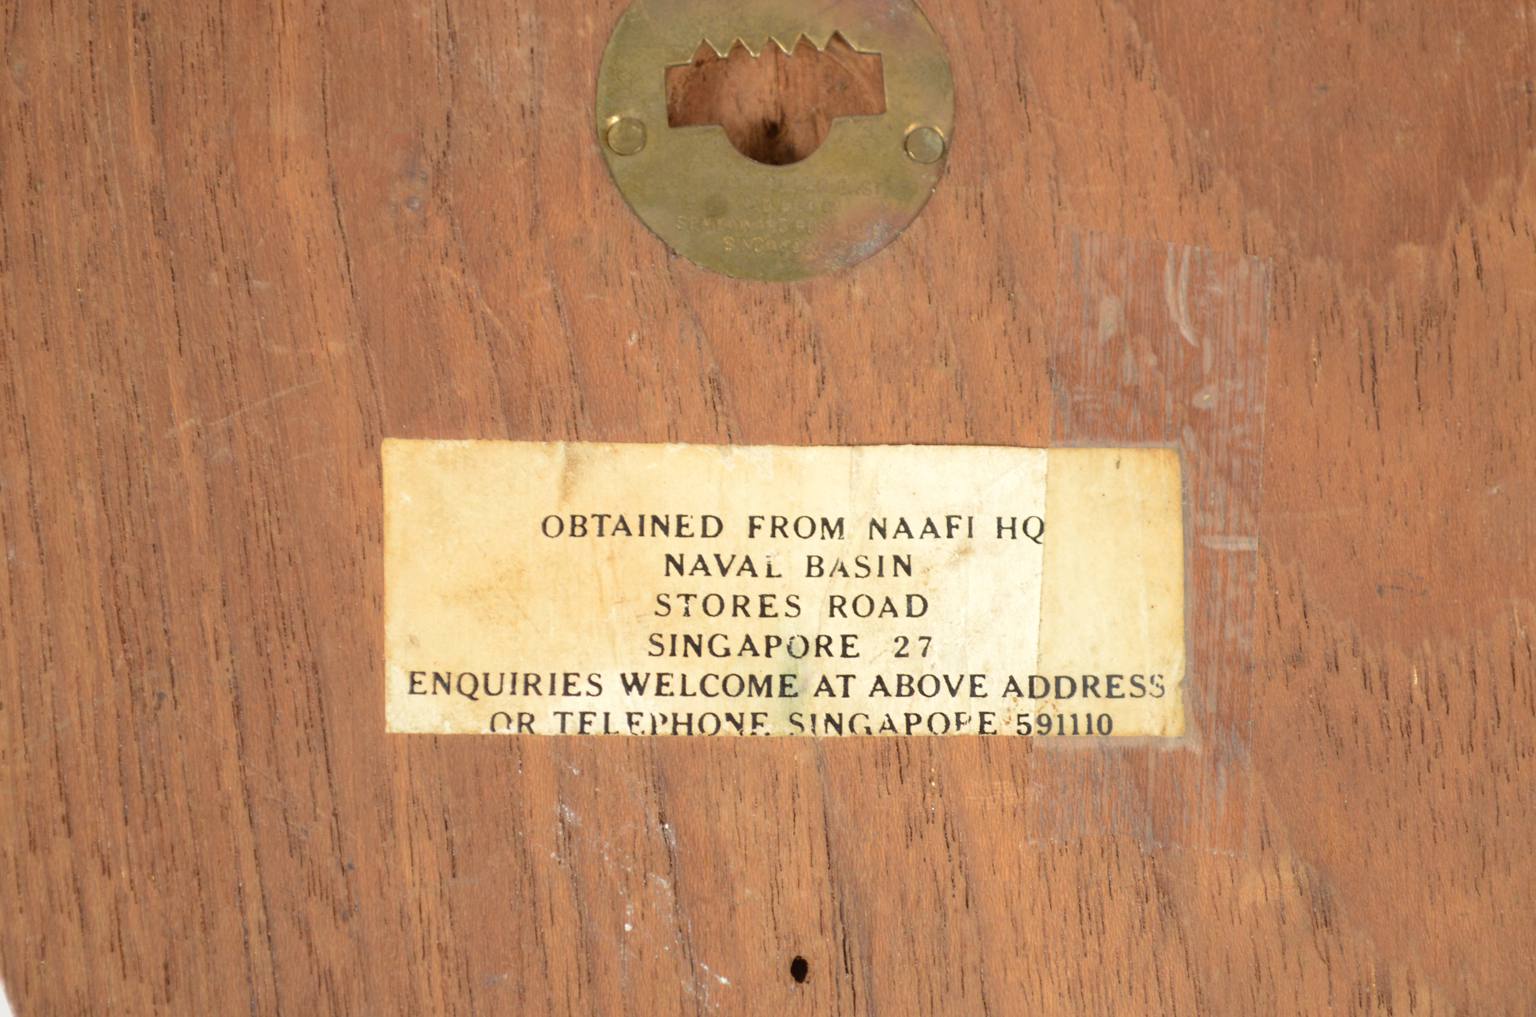 OBTAINED FROM NAAFI HQ
NAVAL BASIN
STORES ROAD
SINGAPORE 27
ENQUIRIES WELCOME AT ABOVE ADDRESS
OR TELEPHONE SINGAPORE 591110